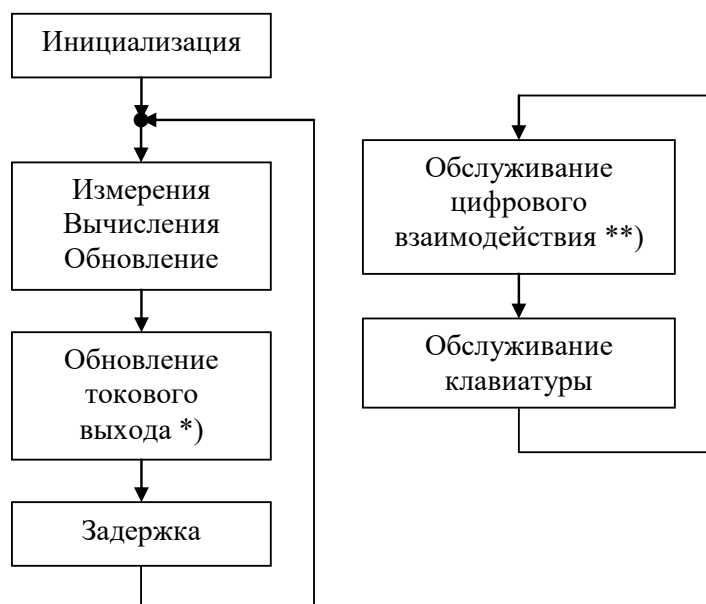 Инициализация
Измерения
Вычисления
Обновление
Обновление
токового
выхода *)
Задержка
Обслуживание
цифрового
взаимодействия **)
Обслуживание
клавиатуры